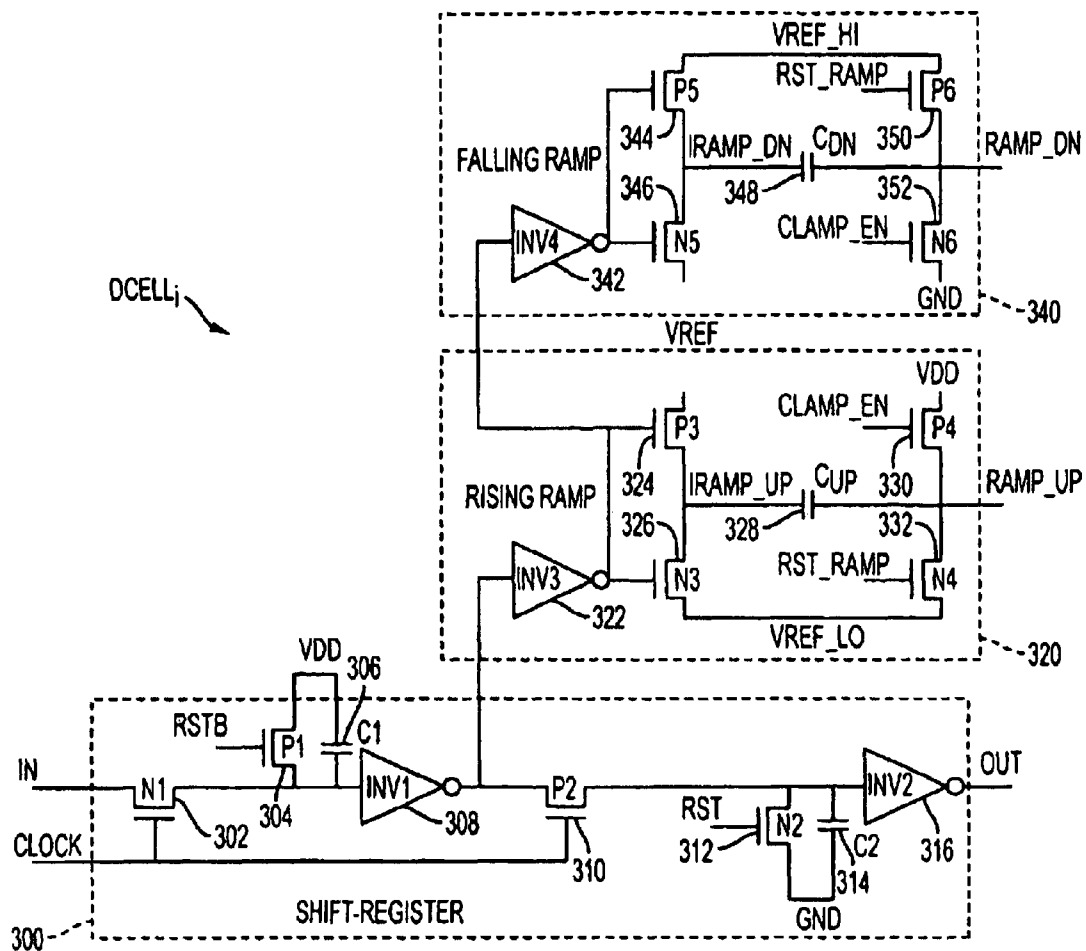 VREF_HI
RST_RAMP
P5
P6
344
350
FALLING RAMP
IRAMP_DN
CDN
RAMP_DN
346
348
352
INV4
N5
CLAMP_EN
N6
342
GND
340
DCELLi
VREF
VDD
CLAMP_EN
P3
P4
324
330
RISING RAMP
IRAMP_UP
CUP
RAMP_UP
326
328
332
INV3
N3
RST_RAMP
N4
322
VREF_LO
320
VDD
306
RSTB
P1
C1
IN
N1
304
INV1
P2
INV2
OUT
302
308
RST
N2
CLOCK
310
312
C2
314
316
SHIFT-REGISTER
GND
300